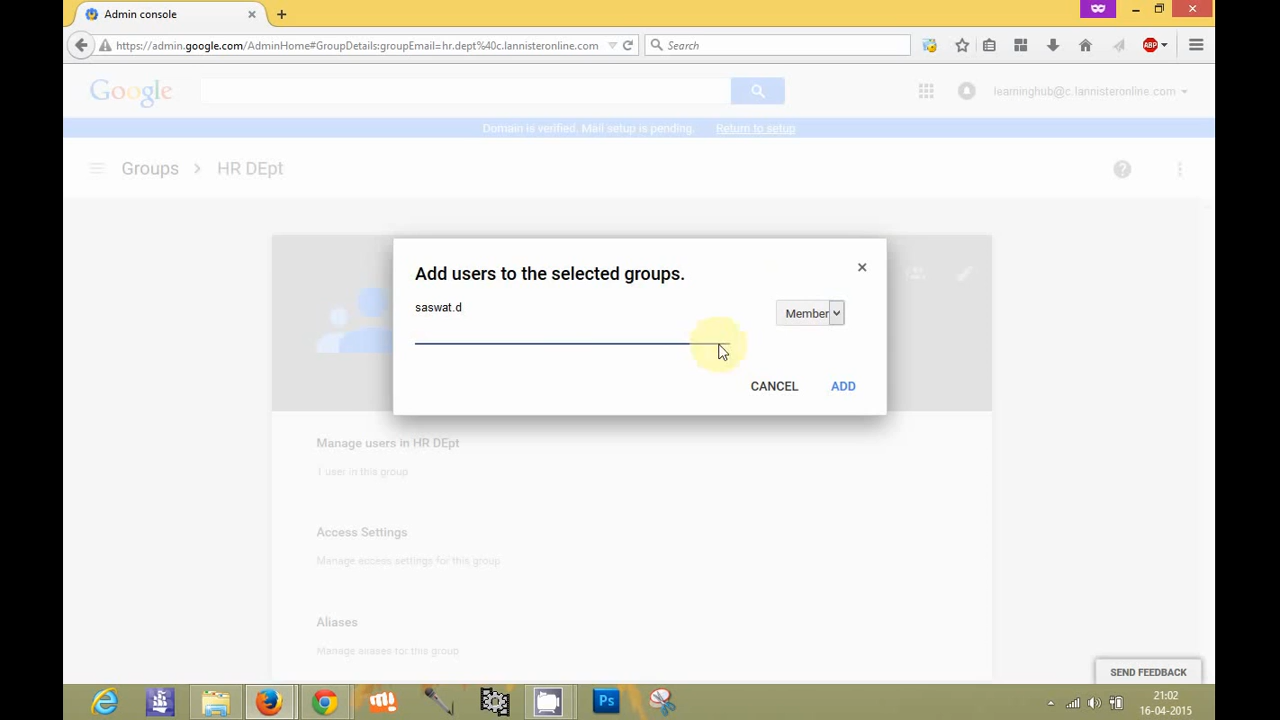 Admin console
https://admin.google.com/AdminHome#GroupDetails:groupEmail=hr.dept%40c.lannisteronline.com
Search
ABP
Google
learninghub@c.lannisteronline.com
Domain is verified. Mail setup is pending. Return to setup
Groups > HR DEpt
Add users to the selected groups.
saswat.d
Member
CANCEL
ADD
Manage users in HR DEpt
1 user in this group
Access Settings
Manage access settings for this group
Aliases
Manage aliases for this group
SEND FEEDBACK
Ps
21:02
16-04-2015